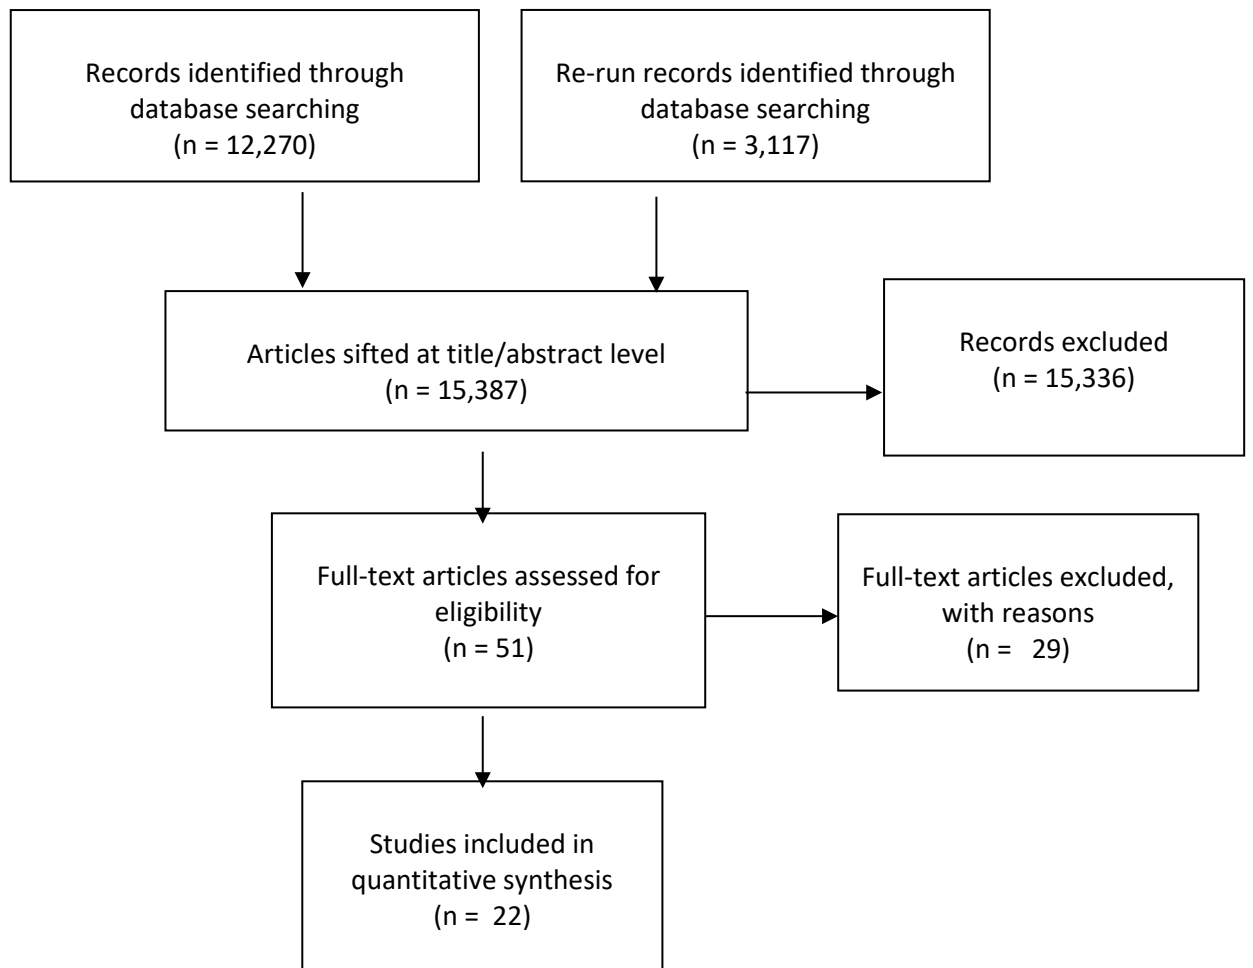 Records identified through
database searching
(n = 12,270)
Re-run records identified through
database searching
(n = 3,117)
Articles sifted at title/abstract level
(n = 15,387)
Records excluded
(n = 15,336)
Full-text articles assessed for
eligibility
(n = 51)
Full-text articles excluded,
with reasons
(n =   29)
Studies included in
quantitative synthesis
(n =  22)